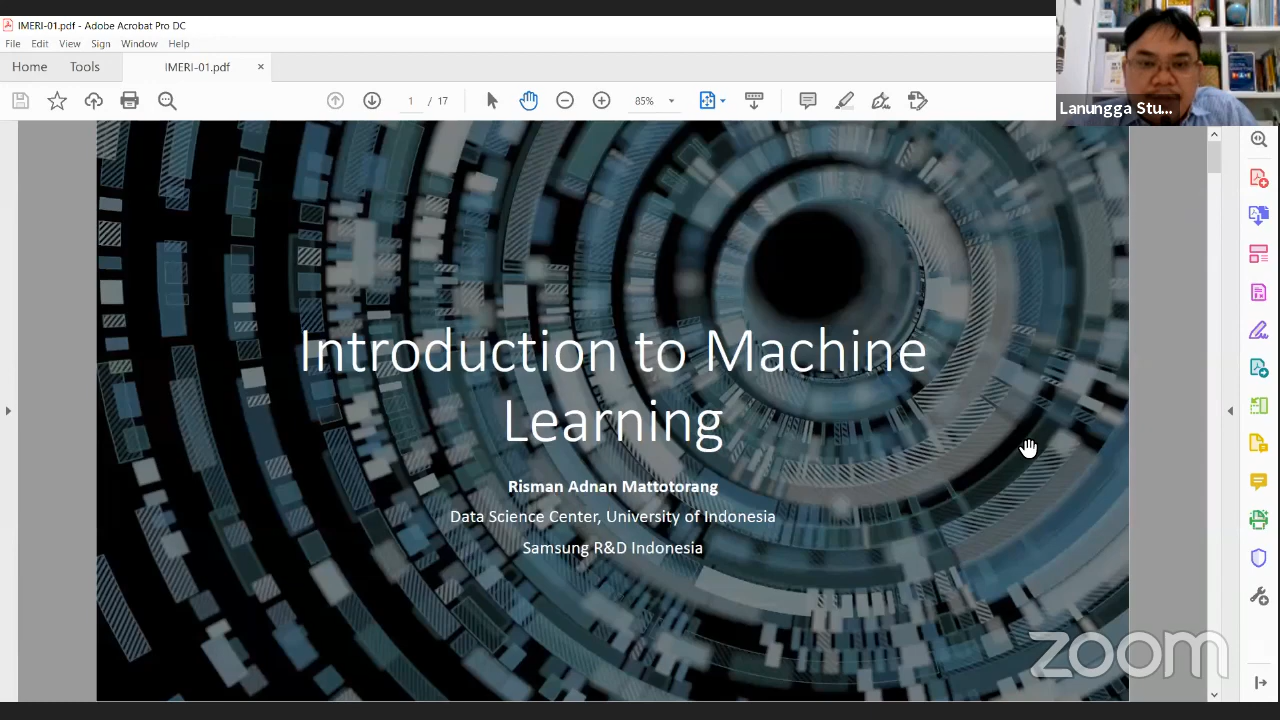 IMERI-01.pdf - Adobe Acrobat Pro DC
File Edit View Sign Window Help
Home Tools IMERI-01.pdf ×
17 85%
Lanungga Stu...
Introduction to Machine
Learning
Risman Adnan Mattotorang
Data Science Center, University of Indonesia
Samsung R&D Indonesia
zoom